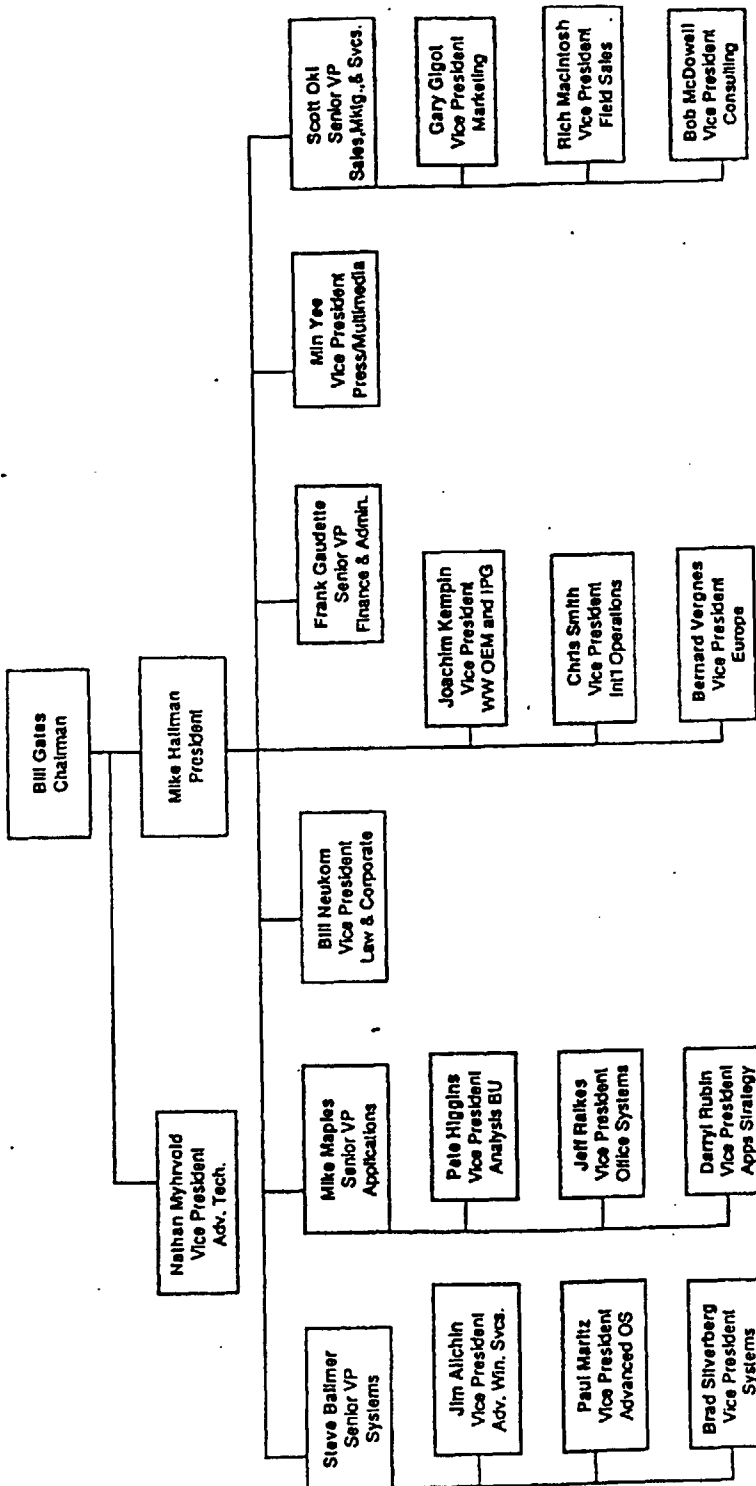 Bill Gates
Chairman
Mike Hallman
President
Nathan Myhrvold
Vice President
Adv. Tech.
Steve Ballmer
Senior VP
Systems
Mike Maples
Senior VP
Applications
Bill Neukom
Vice President
Law & Corporate
Frank Gaudette
Senior VP
Finance & Admin.
Min Yee
Vice President
Press/Multimedia
Scott Oki
Senior VP
Sales,Mktg.,& Svcs.
Jim Allchin
Vice President
Adv. Win. Svcs.
Paul Maritz
Vice President
Advanced OS
Brad Silverberg
Vice President
Systems
Pete Higgins
Vice President
Analysis BU
Jeff Raikes
Vice President
Office Systems
Darryl Rubin
Vice President
Apps Strategy
Joachim Kempin
Vice President
WW OEM and IPG
Chris Smith
Vice President
Int'l Operations
Bernard Vergnes
Vice President
Europe
Gary Gigot
Vice President
Marketing
Rich Macintosh
Vice President
Field Sales
Bob McDowell
Vice President
Consulting